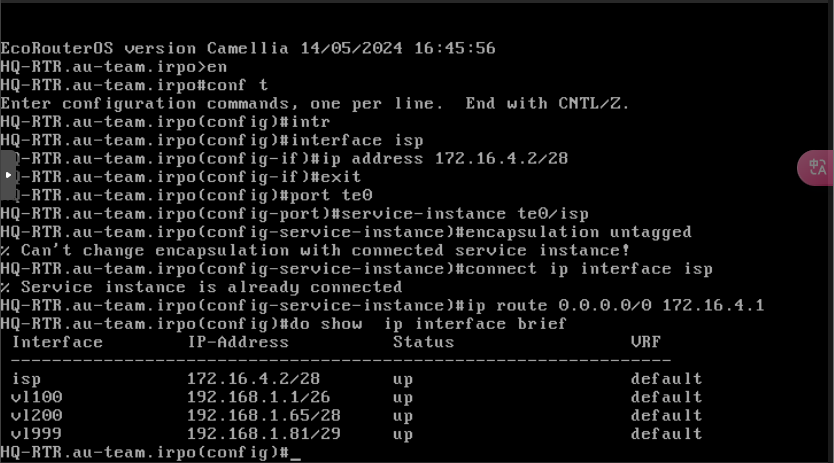 EcoRouterOS version Camellia 14/05/2024 16:45:56
HQ-RTR.au-team.irpo>en
HQ-RTR.au-team.irpo#conf t
Enter configuration commands, one per line.  End with CNTL/Z.
HQ-RTR.au-team.irpo(config)#intr
HQ-RTR.au-team.irpo(config)#interface isp
Q-RTR.au-team.irpo(config-if)#ip address 172.16.4.2/28
Q-RTR.au-team.irpo(config-if)#exit
Q-RTR.au-team.irpo(config)#port te0
HQ-RTR.au-team.irpo(config-port)#service-instance te0/isp
HQ-RTR.au-team.irpo(config-service-instance)#encapsulation untagged
% Can't change encapsulation with connected service instance!
HQ-RTR.au-team.irpo(config-service-instance)#connect ip interface isp
% Service instance is already connected
HQ-RTR.au-team.irpo(config-service-instance)#ip route 0.0.0.0/0 172.16.4.1
HQ-RTR.au-team.irpo(config)#do show  ip interface brief
Interface IP-Address Status VRF
-----------------------------------------------------------------
isp 172.16.4.2/28 up default
vl100 192.168.1.1/26 up default
vl200 192.168.1.65/28 up default
vl999 192.168.1.81/29 up default
HQ-RTR.au-team.irpo(config)#_
中A